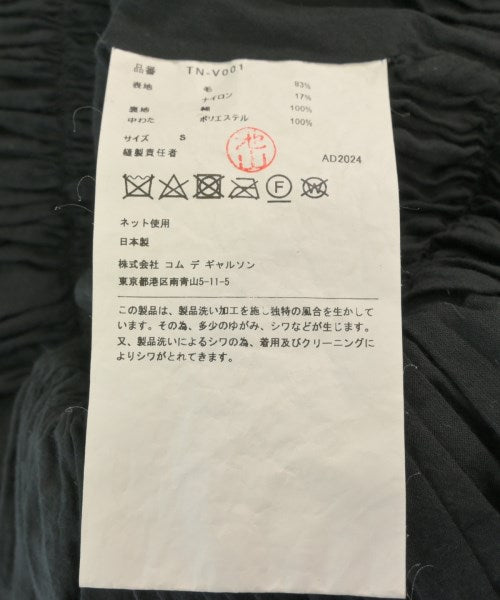 品番 TN-V001
表地 毛 83%
ナイロン 17%
裏地 綿 100%
中わた ポリエステル 100%
サイズ S
縫製責任者
AD2024
F W
ネット使用
日本製
株式会社 コム デ ギャルソン
東京都港区南青山5-11-5
この製品は、製品洗い加工を施し独特の風合を生かして
います。その為、多少のゆがみ、シワなどが生じます。
又、製品洗いによるシワの為、着用及びクリーニングに
よりシワがとれてきます。